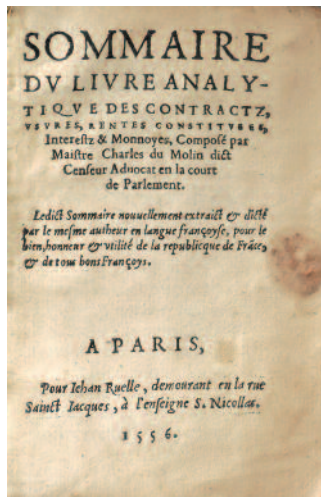 SOMMAIRE
DV LIVRE ANALY-
TIQVE DES CONTRACTZ,
VSVRES, RENTES CONSTITVEES,
Interestz & Monnoyes, Composé par
Maistre Charles du Molin dict
Censeur Aduocat en la court
de Parlement.
Ledict Sommaire nouuellement extraict & dicté
par le mesme autheur en langue françoyse, pour le
bien, honneur & vtilité de la republicque de Frāce,
& de tous bons Françoys.
A PARIS,
Pour Iehan Ruelle, demourant en la rue
Sainct Iacques, à l'enseigne S. Nicollas.
1556.